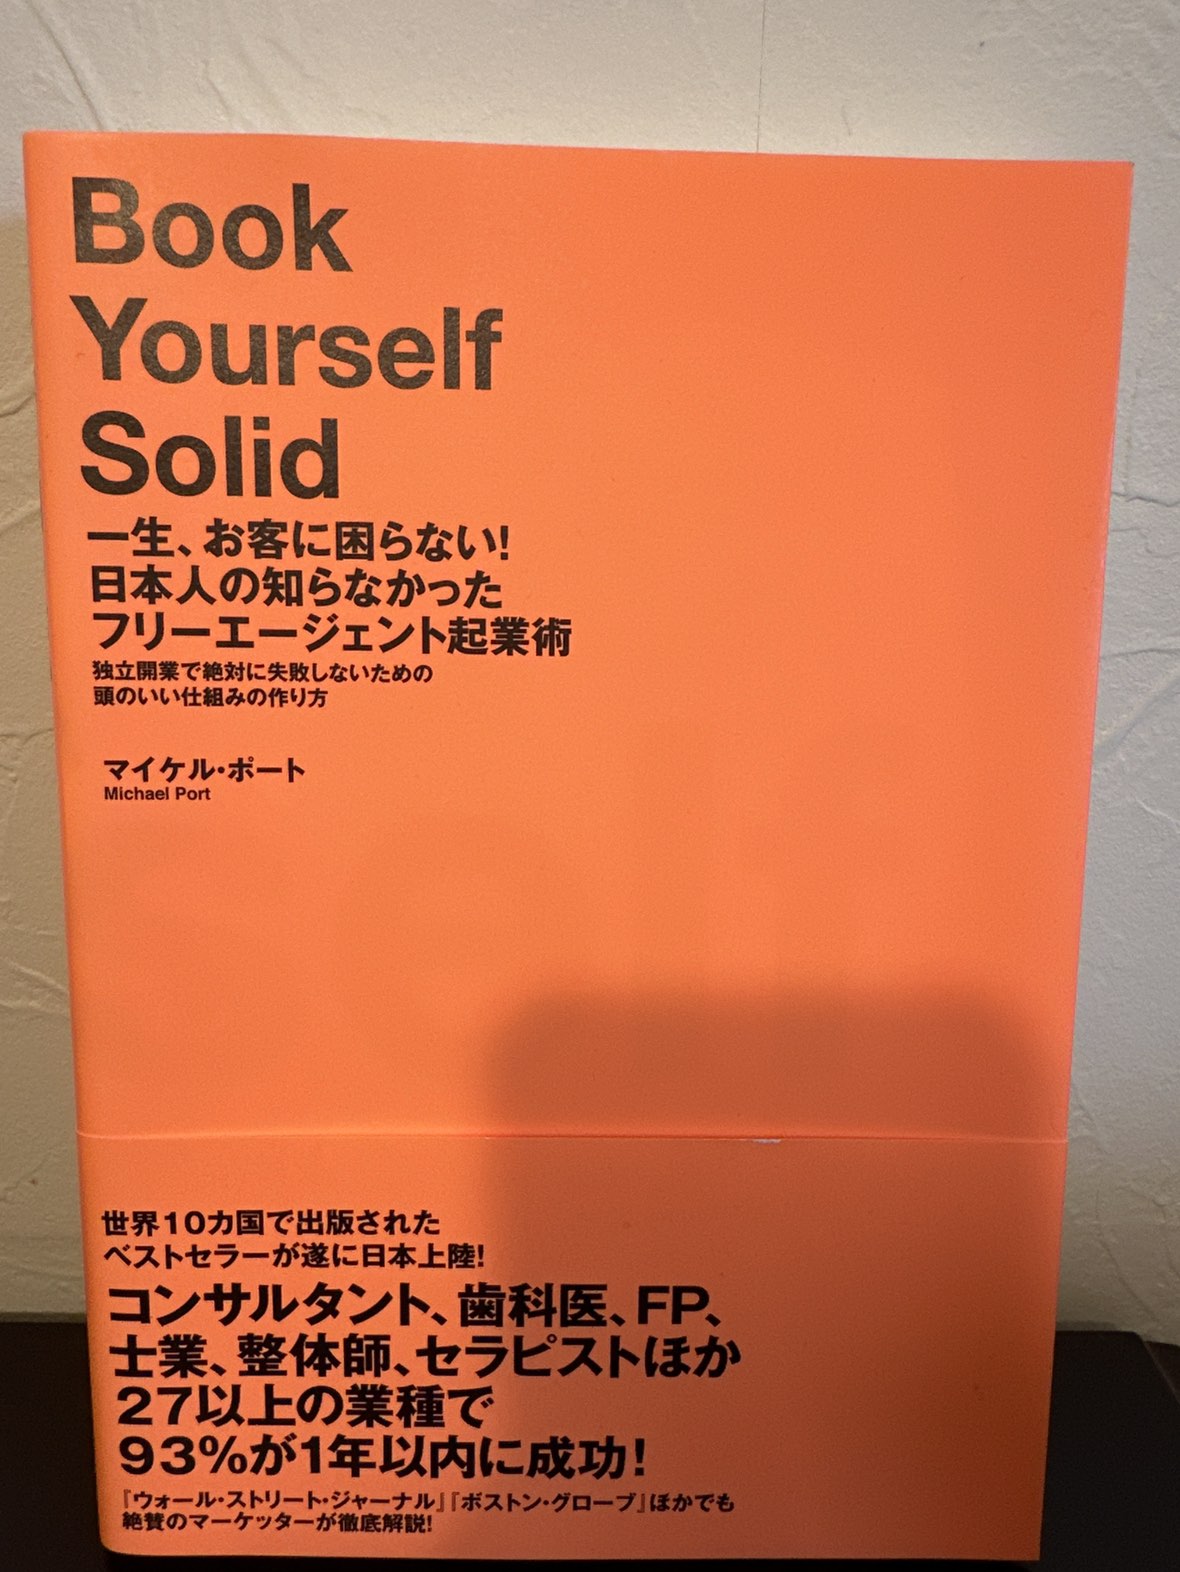 Book
Yourself
Solid
一生、お客に困らない!
日本人の知らなかった
フリーエージェント起業術
独立開業で絶対に失敗しないための
頭のいい仕組みの作り方
マイケル・ポート
Michael Port
世界10カ国で出版された
ベストセラーが遂に日本上陸!
コンサルタント、歯科医、FP、
士業、整体師、セラピストほか
27以上の業種で
93%が1年以内に成功!
『ウォール・ストリート・ジャーナル』『ボストン・グローブ』ほかでも
絶賛のマーケッターが徹底解説!